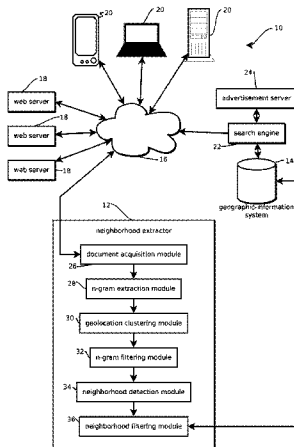 20
20
20
10
18
web server
18
web server
web server
18
16
24
advertisement server
search engine
22
14
geographic information
system
12
neighborhood extractor
document acquisition module
26
28
n-gram extraction module
30
geolocation clustering module
32
n-gram filtering module
34
neighborhood detection module
36
neighborhood filtering module